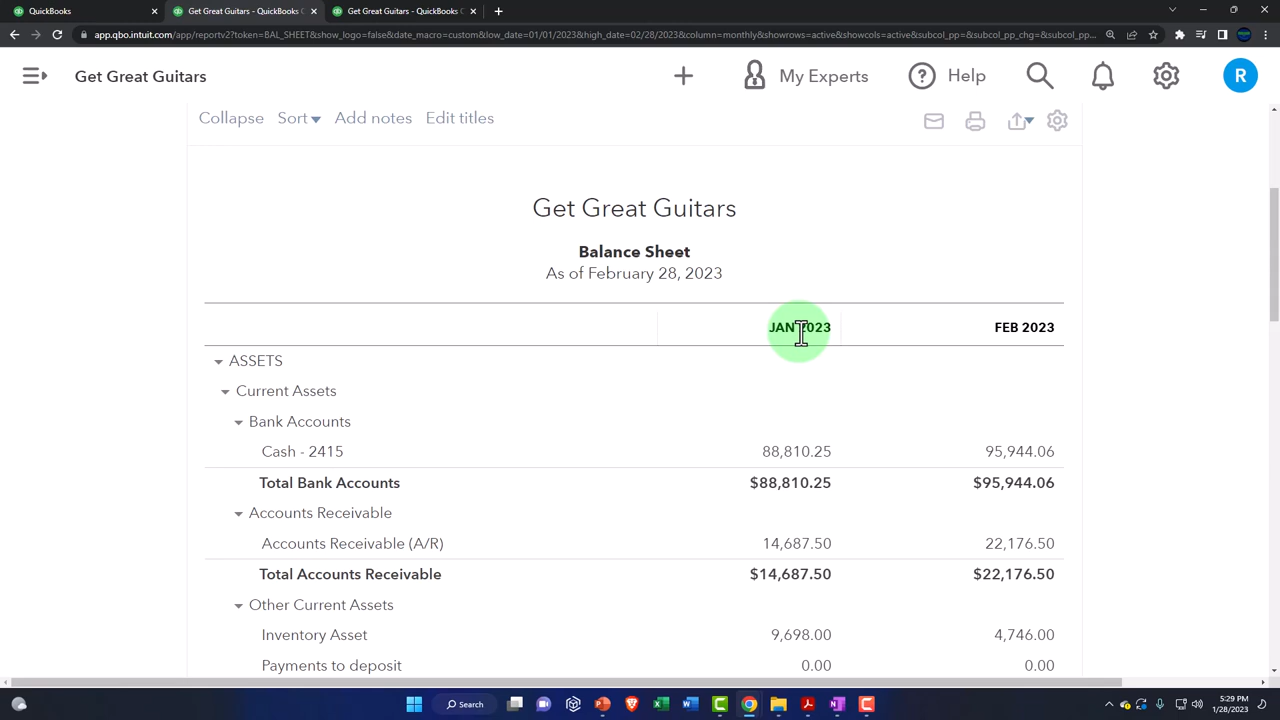 QuickBooks
Get Great Guitars - QuickBooks C
Get Great Guitars - QuickBooks C
app.qbo.intuit.com/app/reportv2?token=BAL_SHEET&show_logo=false&date_macro=custom&low_date=01/01/2023&high_date=02/28/2023&column=monthly&showrows=active&showcols=active&subcol_pp=&subcol_pp_chg=&subcol_pp...
Get Great Guitars
My Experts
Help
R
Collapse Sort Add notes Edit titles
Get Great Guitars
Balance Sheet
As of February 28, 2023
JAN 2023 FEB 2023
ASSETS
Current Assets
Bank Accounts
Cash - 2415 88,810.25 95,944.06
Total Bank Accounts $88,810.25 $95,944.06
Accounts Receivable
Accounts Receivable (A/R) 14,687.50 22,176.50
Total Accounts Receivable $14,687.50 $22,176.50
Other Current Assets
Inventory Asset 9,698.00 4,746.00
Payments to deposit 0.00 0.00
Search
5:29 PM
1/28/2023